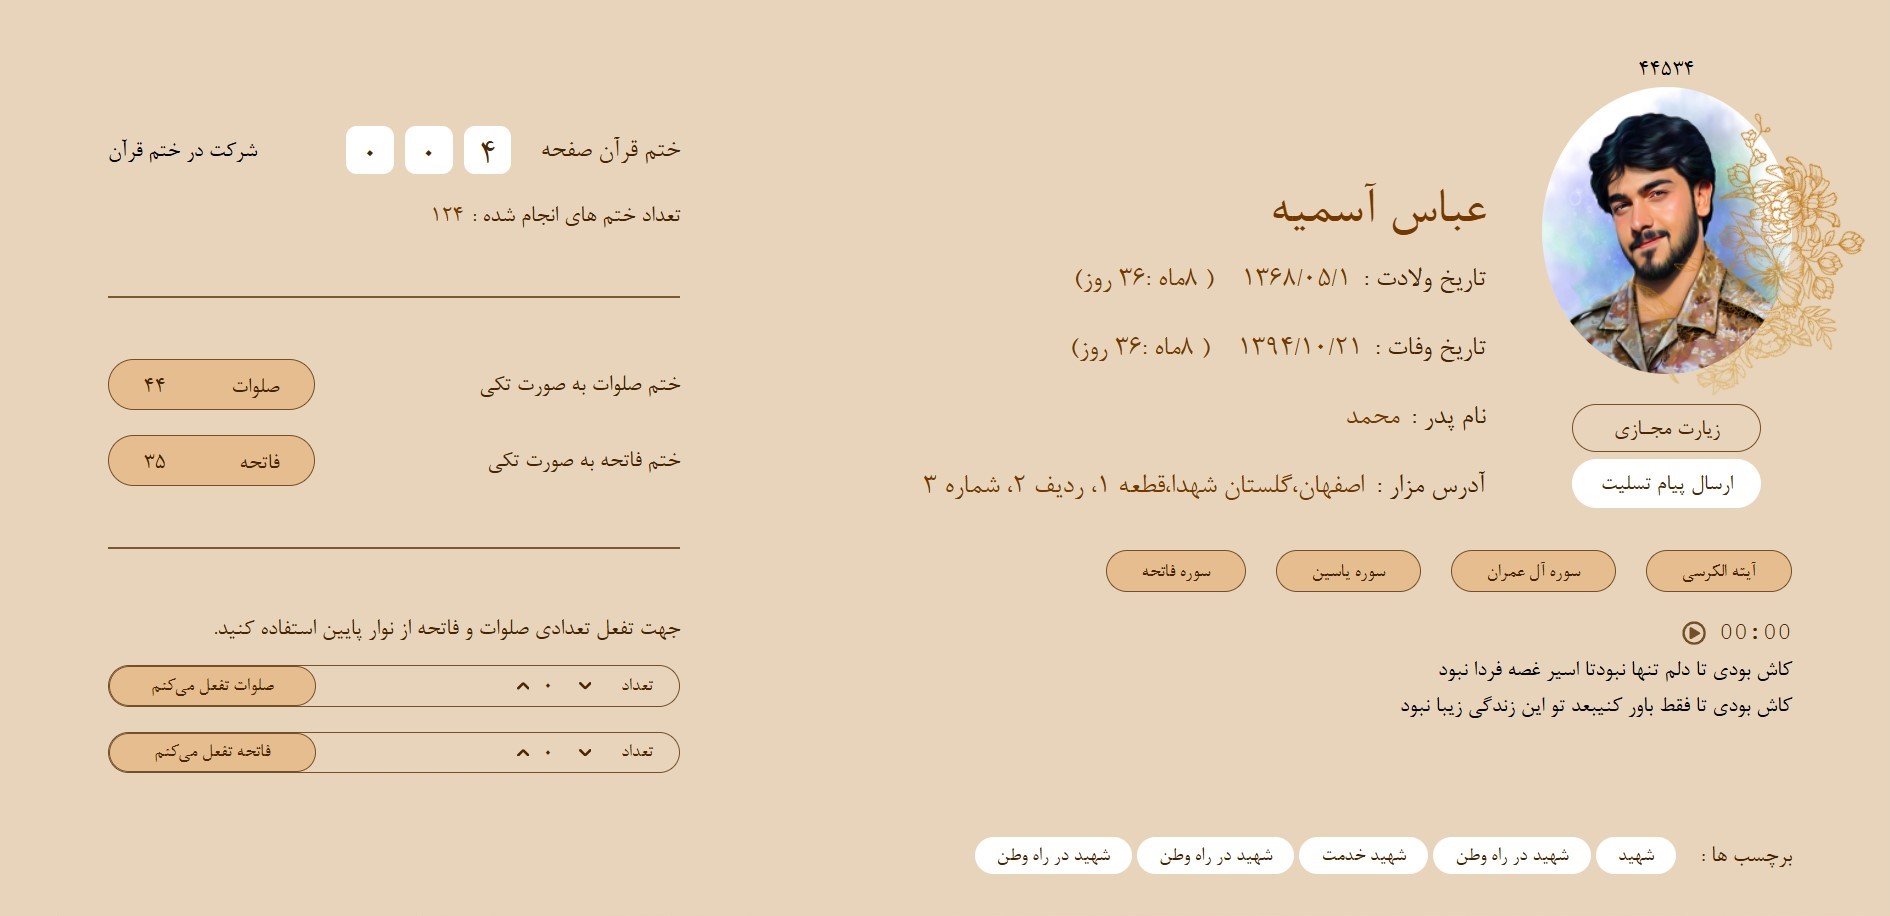 ۴۴۵۳۴
عباس آسمیه
تاریخ ولادت : ۱۳۶۸/۰۵/۱ ( ۸ماه :۳۶ روز)
تاریخ وفات : ۱۳۹۴/۱۰/۲۱ ( ۸ماه :۳۶ روز)
نام پدر : محمد
آدرس مزار : اصفهان،گلستان شهدا،قطعه ۱، ردیف ۲، شماره ۳
زیارت مجـازی
ارسال پیام تسلیت
آیته الکرسی
سوره آل عمران
سوره یاسین
سوره فاتحه
00:00
کاش بودی تا دلم تنها نبودتا اسیر غصه فردا نبود
کاش بودی تا فقط باور کنیبعد تو این زندگی زیبا نبود
برچسب ها : شهید شهید در راه وطن شهید خدمت شهید در راه وطن شهید در راه وطن
ختم قرآن صفحه ۴ ۰ ۰ شرکت در ختم قرآن
تعداد ختم های انجام شده : ۱۲۴
ختم صلوات به صورت تکی صلوات ۴۴
ختم فاتحه به صورت تکی فاتحه ۳۵
جهت تفعل تعدادی صلوات و فاتحه از نوار پایین استفاده کنید.
تعداد ۰ صلوات تفعل می‌کنم
تعداد ۰ فاتحه تفعل می‌کنم